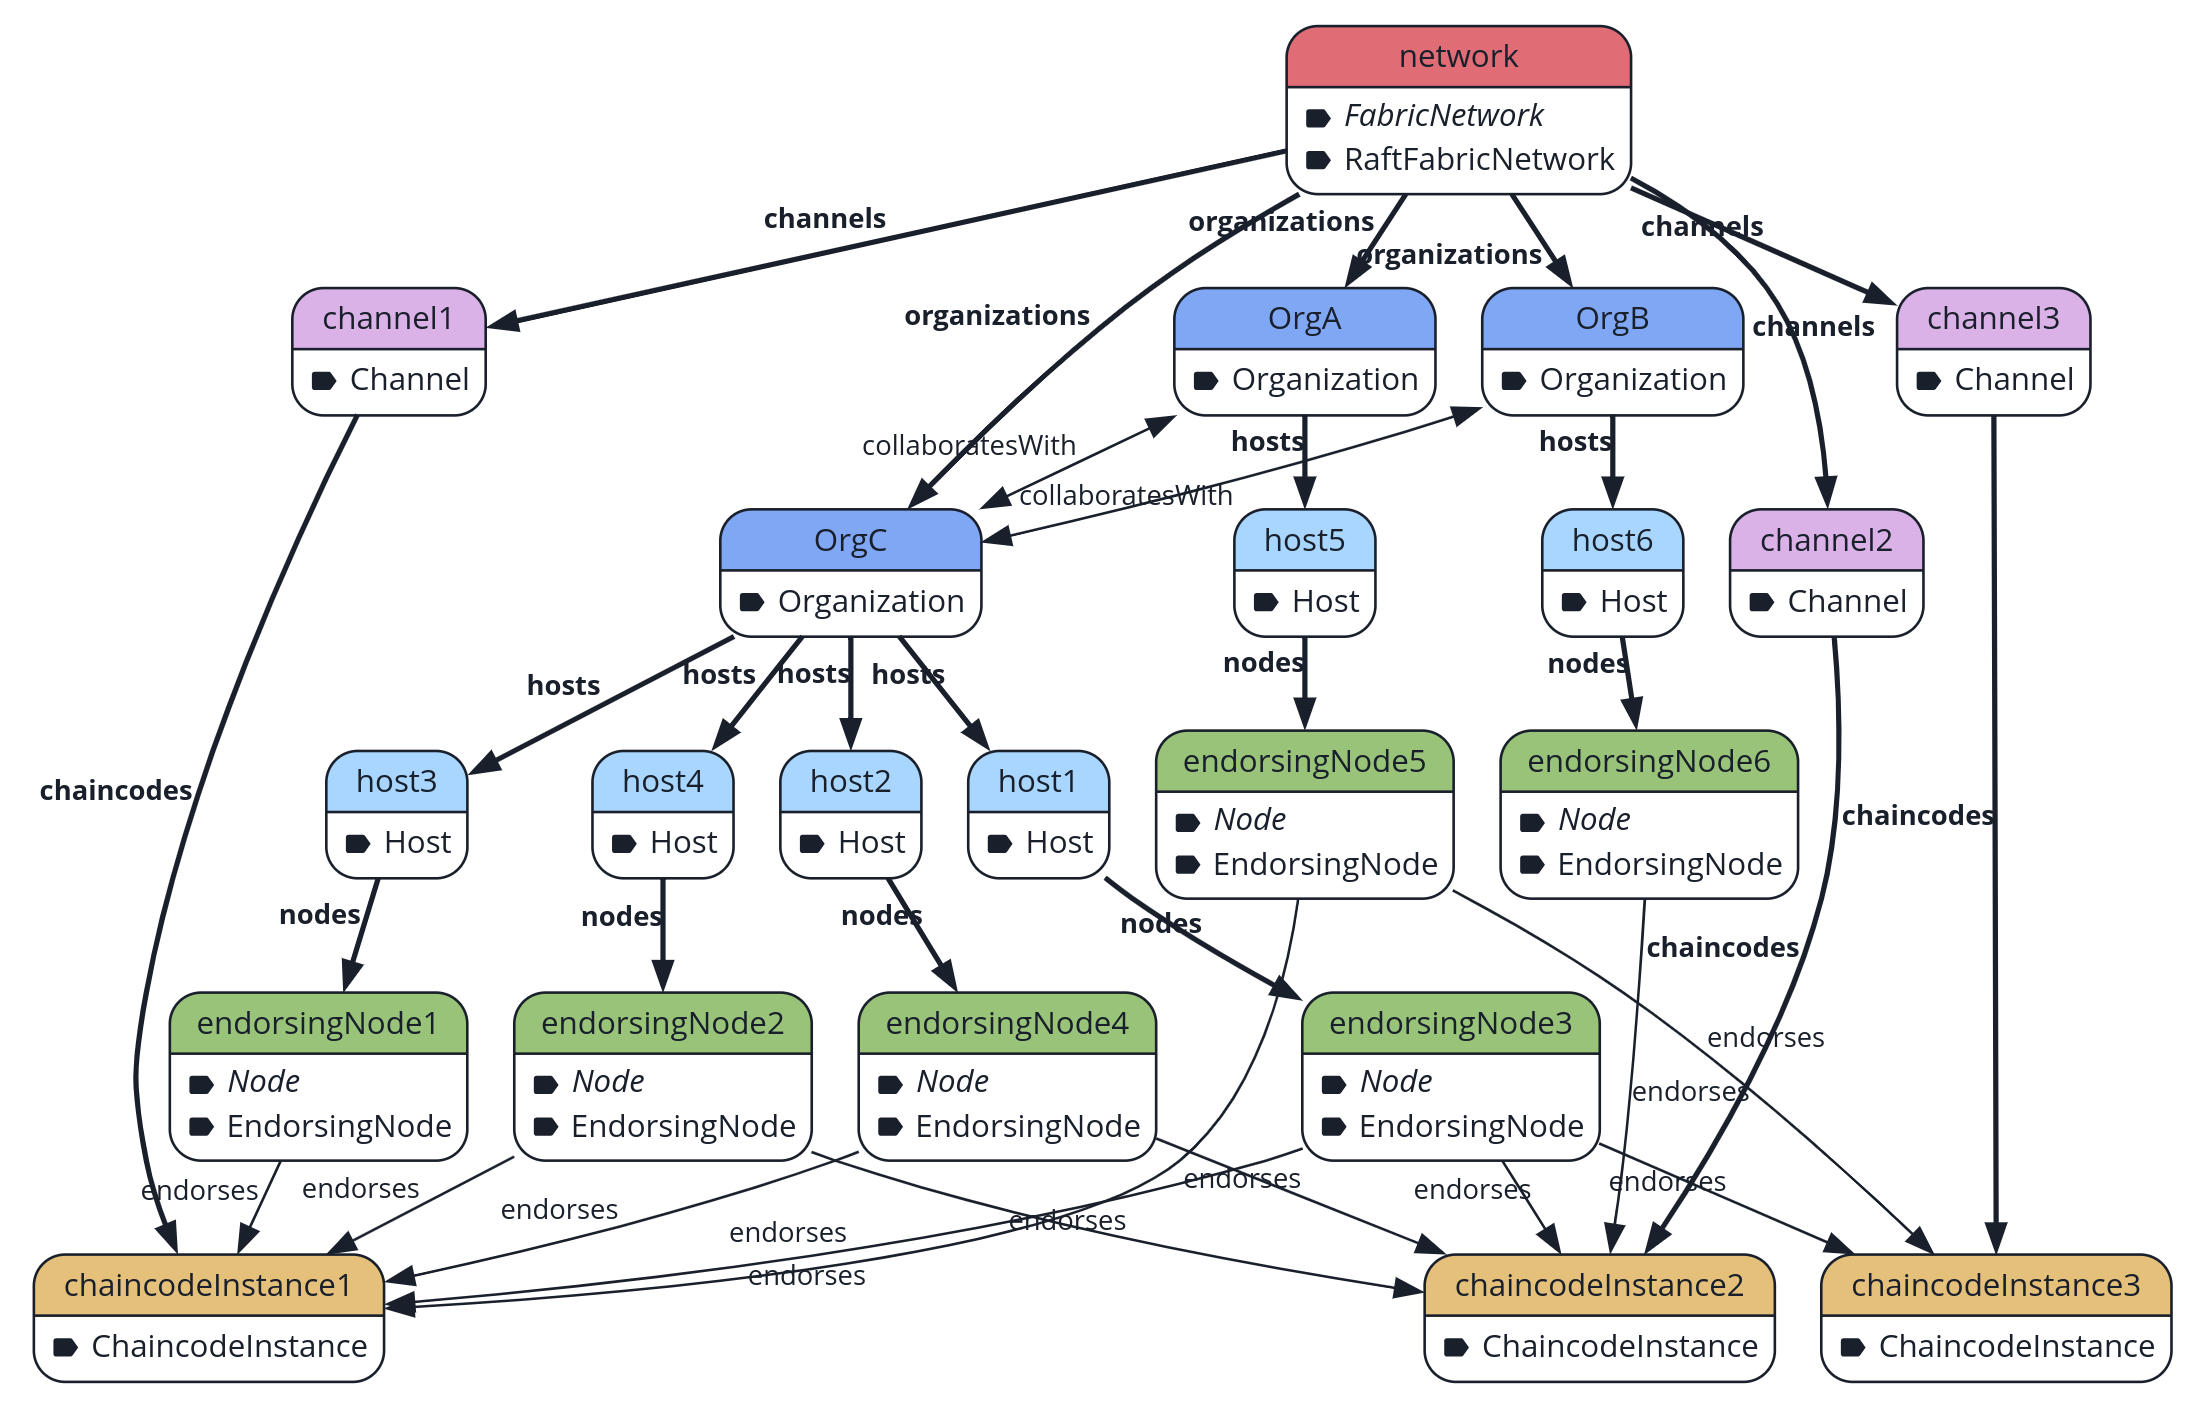 network
FabricNetwork
RaftFabricNetwork
channels
organizations
organizations
organizations
channels
channels
channel1
Channel
OrgA
Organization
OrgB
Organization
channel3
Channel
collaboratesWith
collaboratesWith
hosts
hosts
OrgC
Organization
host5
Host
host6
Host
channel2
Channel
hosts
hosts
hosts
hosts
nodes
nodes
chaincodes
host3
Host
host4
Host
host2
Host
host1
Host
endorsingNode5
Node
EndorsingNode
endorsingNode6
Node
EndorsingNode
chaincodes
nodes
nodes
nodes
nodes
chaincodes
endorsingNode1
Node
EndorsingNode
endorsingNode2
Node
EndorsingNode
endorsingNode4
Node
EndorsingNode
endorsingNode3
Node
EndorsingNode
endorses
endorses
endorses
endorses
endorses
endorses
endorses
endorses
endorses
endorses
endorses
endorses
chaincodeInstance1
ChaincodeInstance
chaincodeInstance2
ChaincodeInstance
chaincodeInstance3
ChaincodeInstance